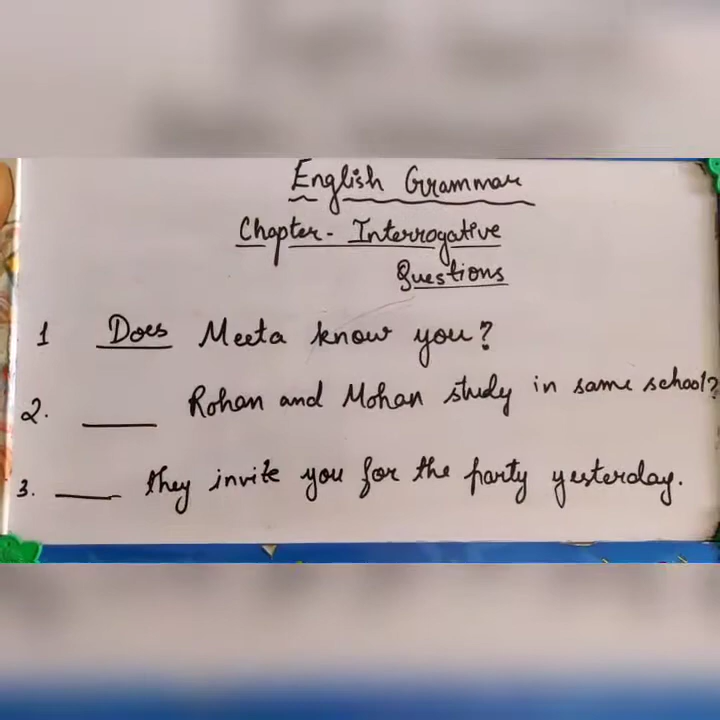 English Grammar
Chapter - Interrogative
Questions
1 Does Meeta know you?
2. ____ Rohan and Mohan study in same school?
3. ____ they invite you for the party yesterday.